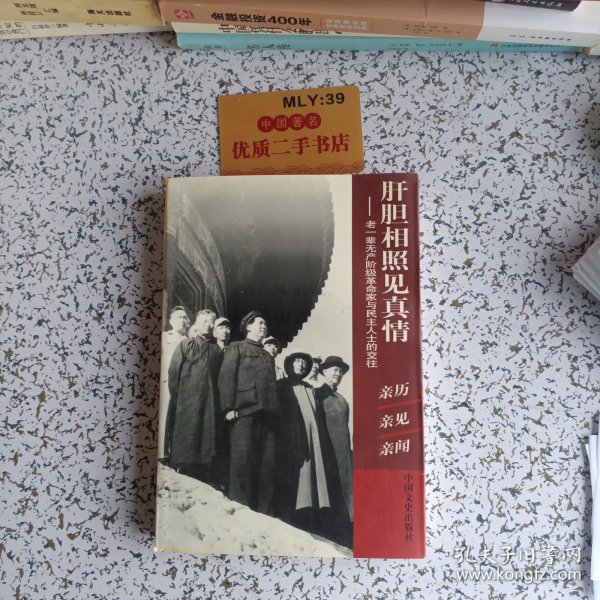 金融投资400年
MLY:39
中国著名
优质二手书店
肝胆相照见真情
——老一辈无产阶级革命家与民主人士的交往
亲历
亲见
亲闻
中国文史出版社
孔夫子旧书网
www.kongfz.com